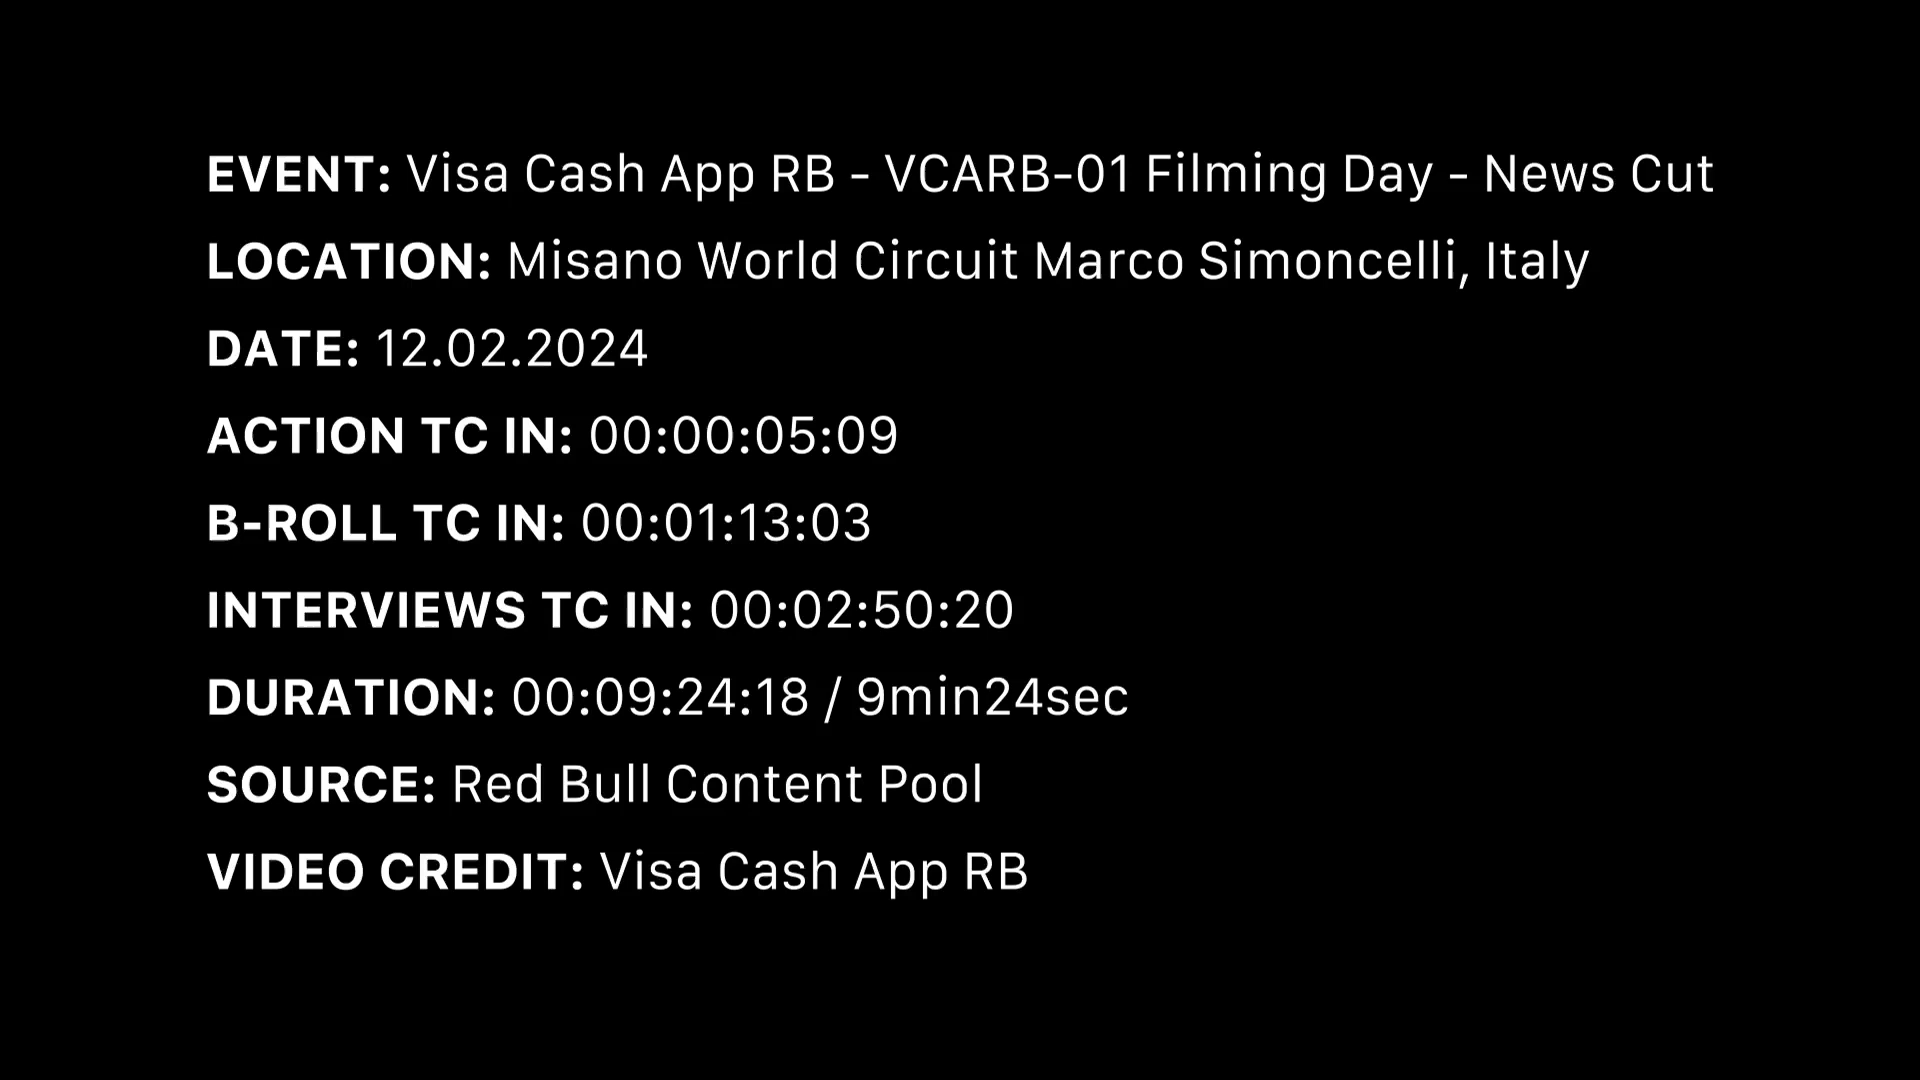 EVENT: Visa Cash App RB - VCARB-01 Filming Day - News Cut
LOCATION: Misano World Circuit Marco Simoncelli, Italy
DATE: 12.02.2024
ACTION TC IN: 00:00:05:09
B-ROLL TC IN: 00:01:13:03
INTERVIEWS TC IN: 00:02:50:20
DURATION: 00:09:24:18 / 9min24sec
SOURCE: Red Bull Content Pool
VIDEO CREDIT: Visa Cash App RB